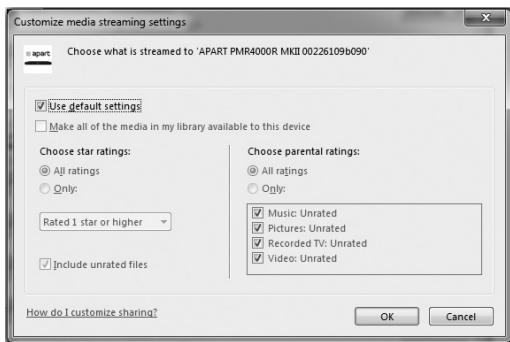 Customize media streaming settings
x
apart
Choose what is streamed to 'APART PMR4000R MKII 00226109b090'
Use default settings
Make all of the media in my library available to this device
Choose star ratings:
All ratings
Only:
Rated 1 star or higher
Include unrated files
Choose parental ratings:
All ratings
Only:
Music: Unrated
Pictures: Unrated
Recorded TV: Unrated
Video: Unrated
How do I customize sharing?
OK
Cancel